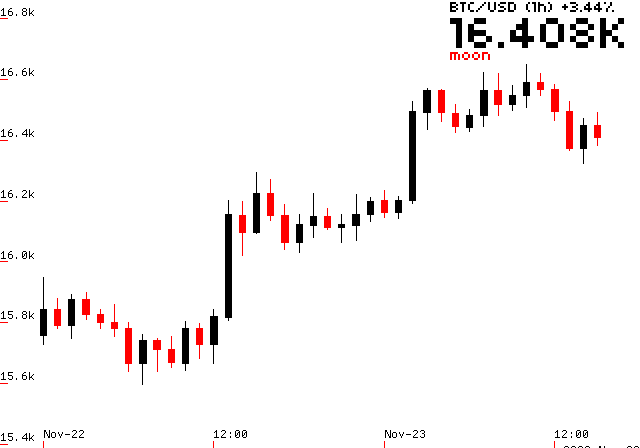 BTC/USD (1h) +3.44%
16.408K
moon
16.8k
16.6k
16.4k
16.2k
16.0k
15.8k
15.6k
15.4k
Nov-22 12:00 Nov-23 12:00